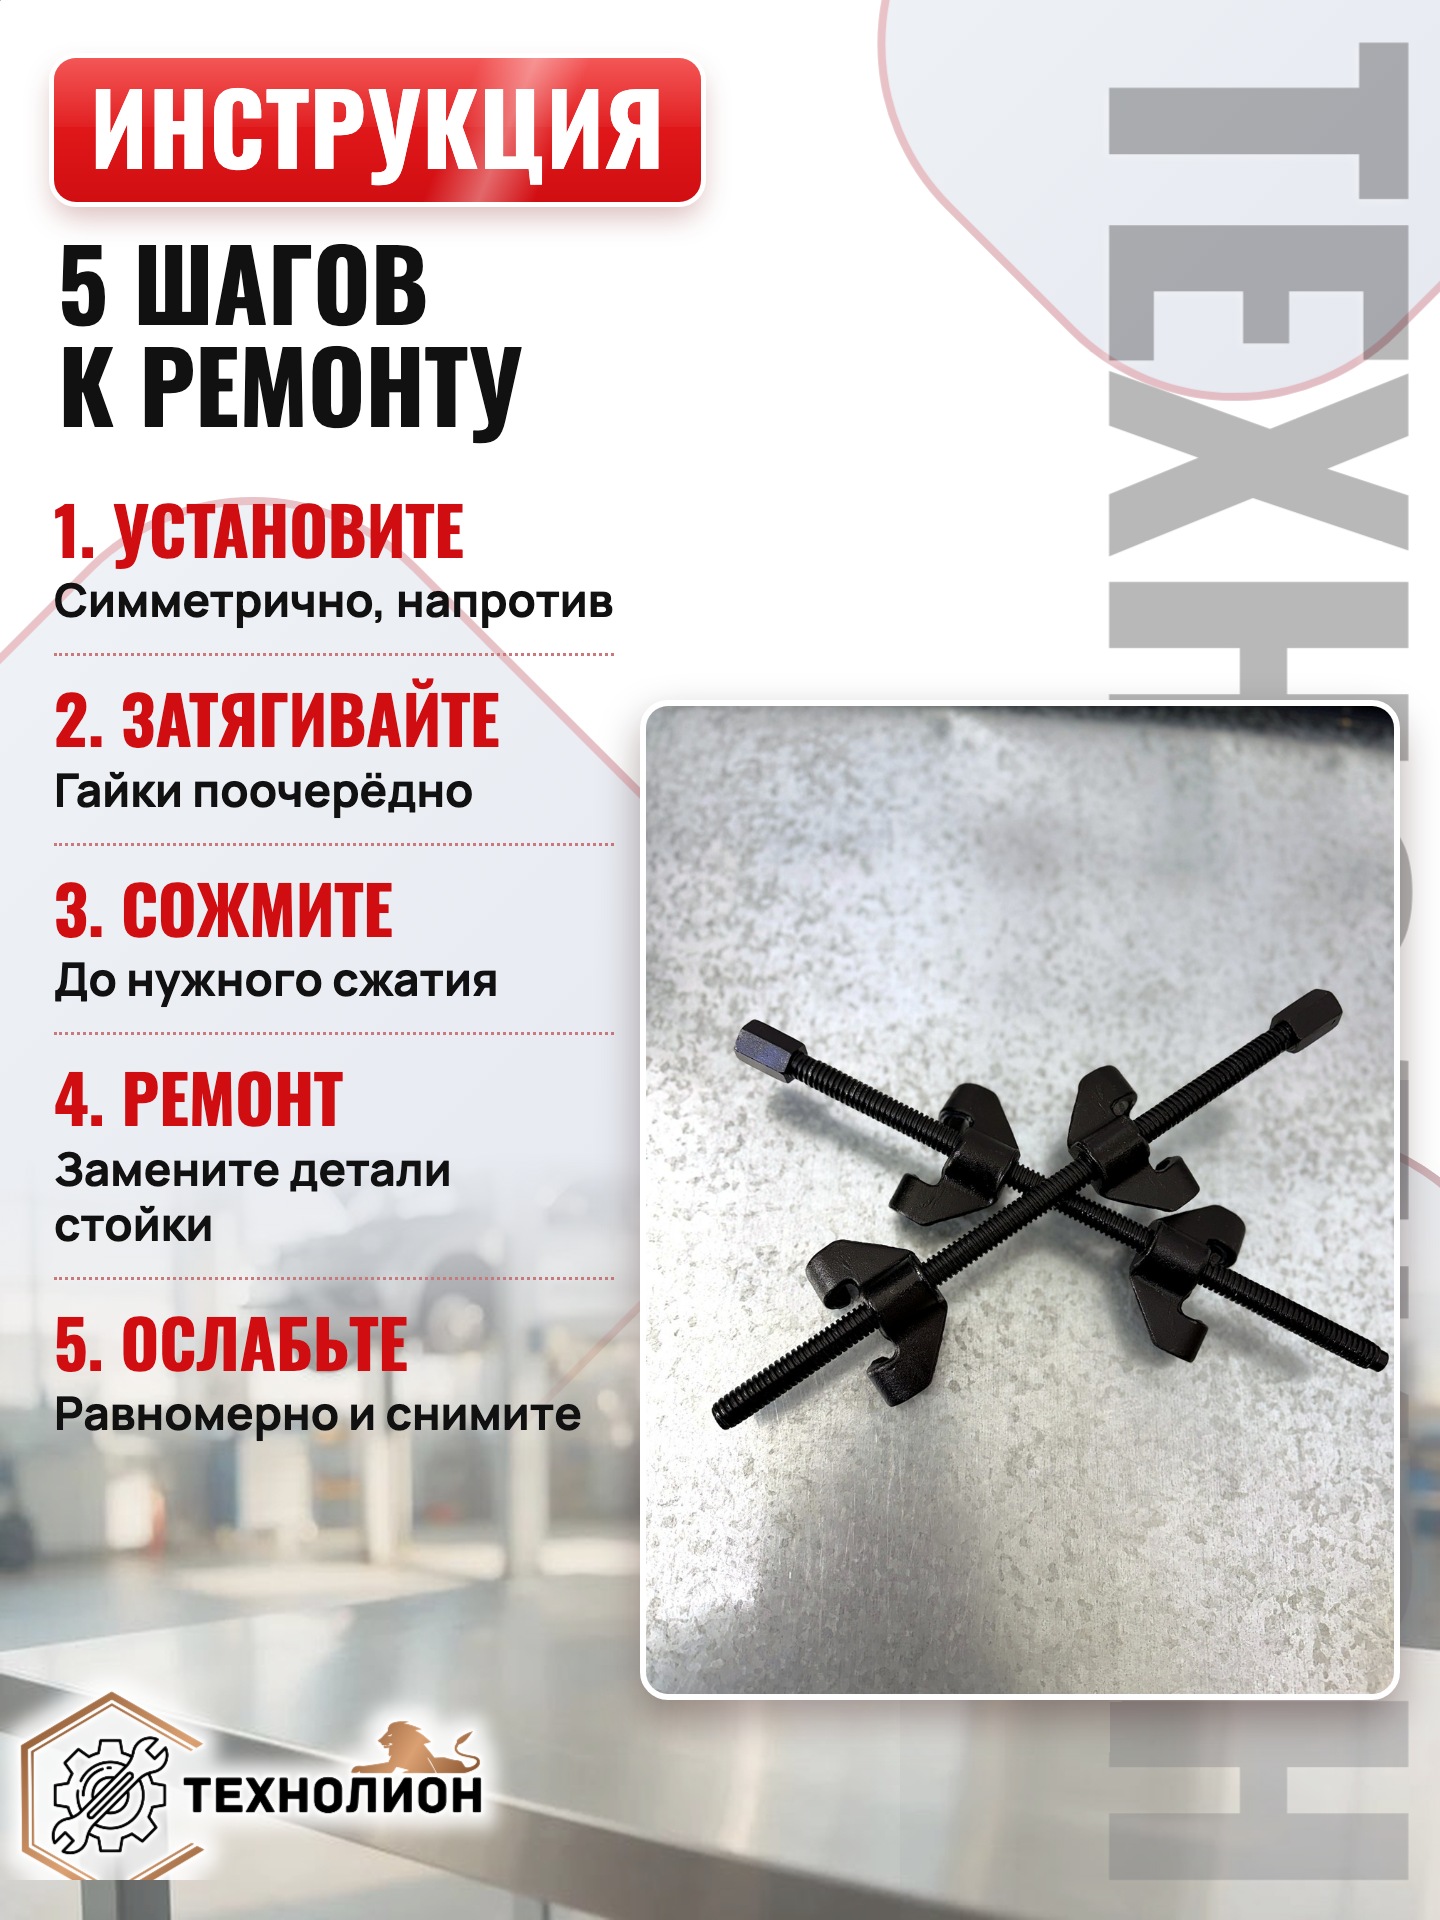 ИНСТРУКЦИЯ
5 ШАГОВ
К РЕМОНТУ
1. УСТАНОВИТЕ
Симметрично, напротив
2. ЗАТЯГИВАЙТЕ
Гайки поочерёдно
3. СОЖМИТЕ
До нужного сжатия
4. РЕМОНТ
Замените детали
стойки
5. ОСЛАБЬТЕ
Равномерно и снимите
ТЕХНОЛИОН